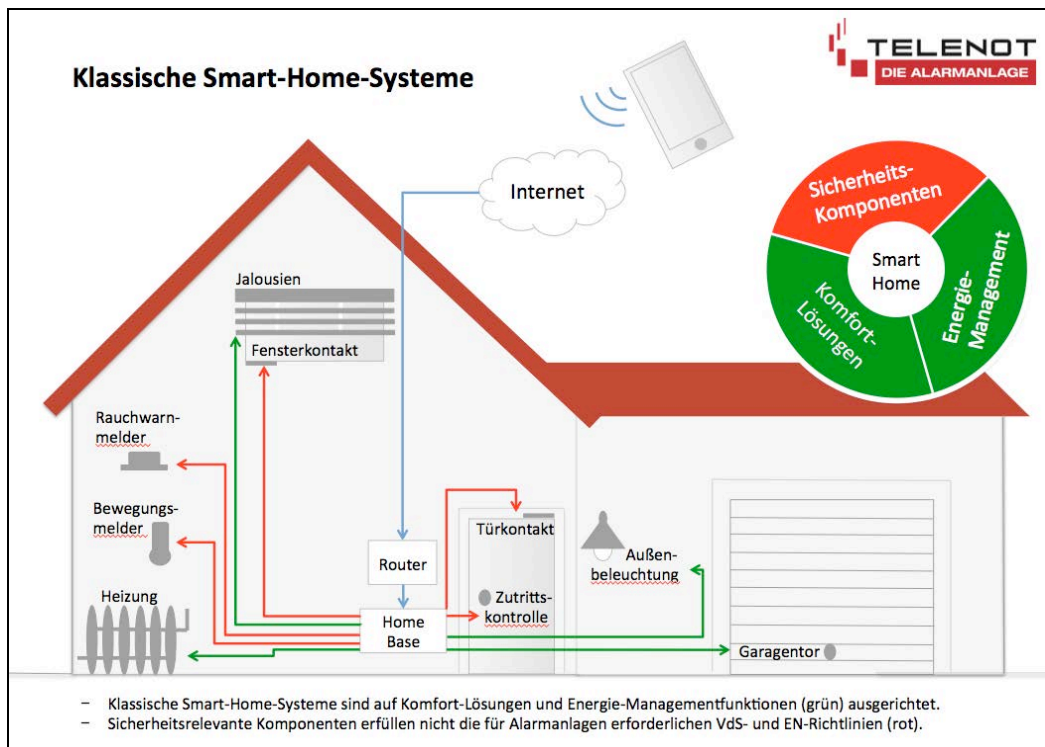 TELENOT
DIE ALARMANLAGE
Klassische Smart-Home-Systeme
Internet
Sicherheits-
Komponenten
Smart
Home
Energie-
Management
Komfort-
Lösungen
Jalousien
Fensterkontakt
Rauchwarn-
melder
Bewegungs-
melder
Heizung
Router
Home
Base
Türkontakt
Zutritts-
kontrolle
Außen-
beleuchtung
Garagentor
– Klassische Smart-Home-Systeme sind auf Komfort-Lösungen und Energie-Managementfunktionen (grün) ausgerichtet.
– Sicherheitsrelevante Komponenten erfüllen nicht die für Alarmanlagen erforderlichen VdS- und EN-Richtlinien (rot).